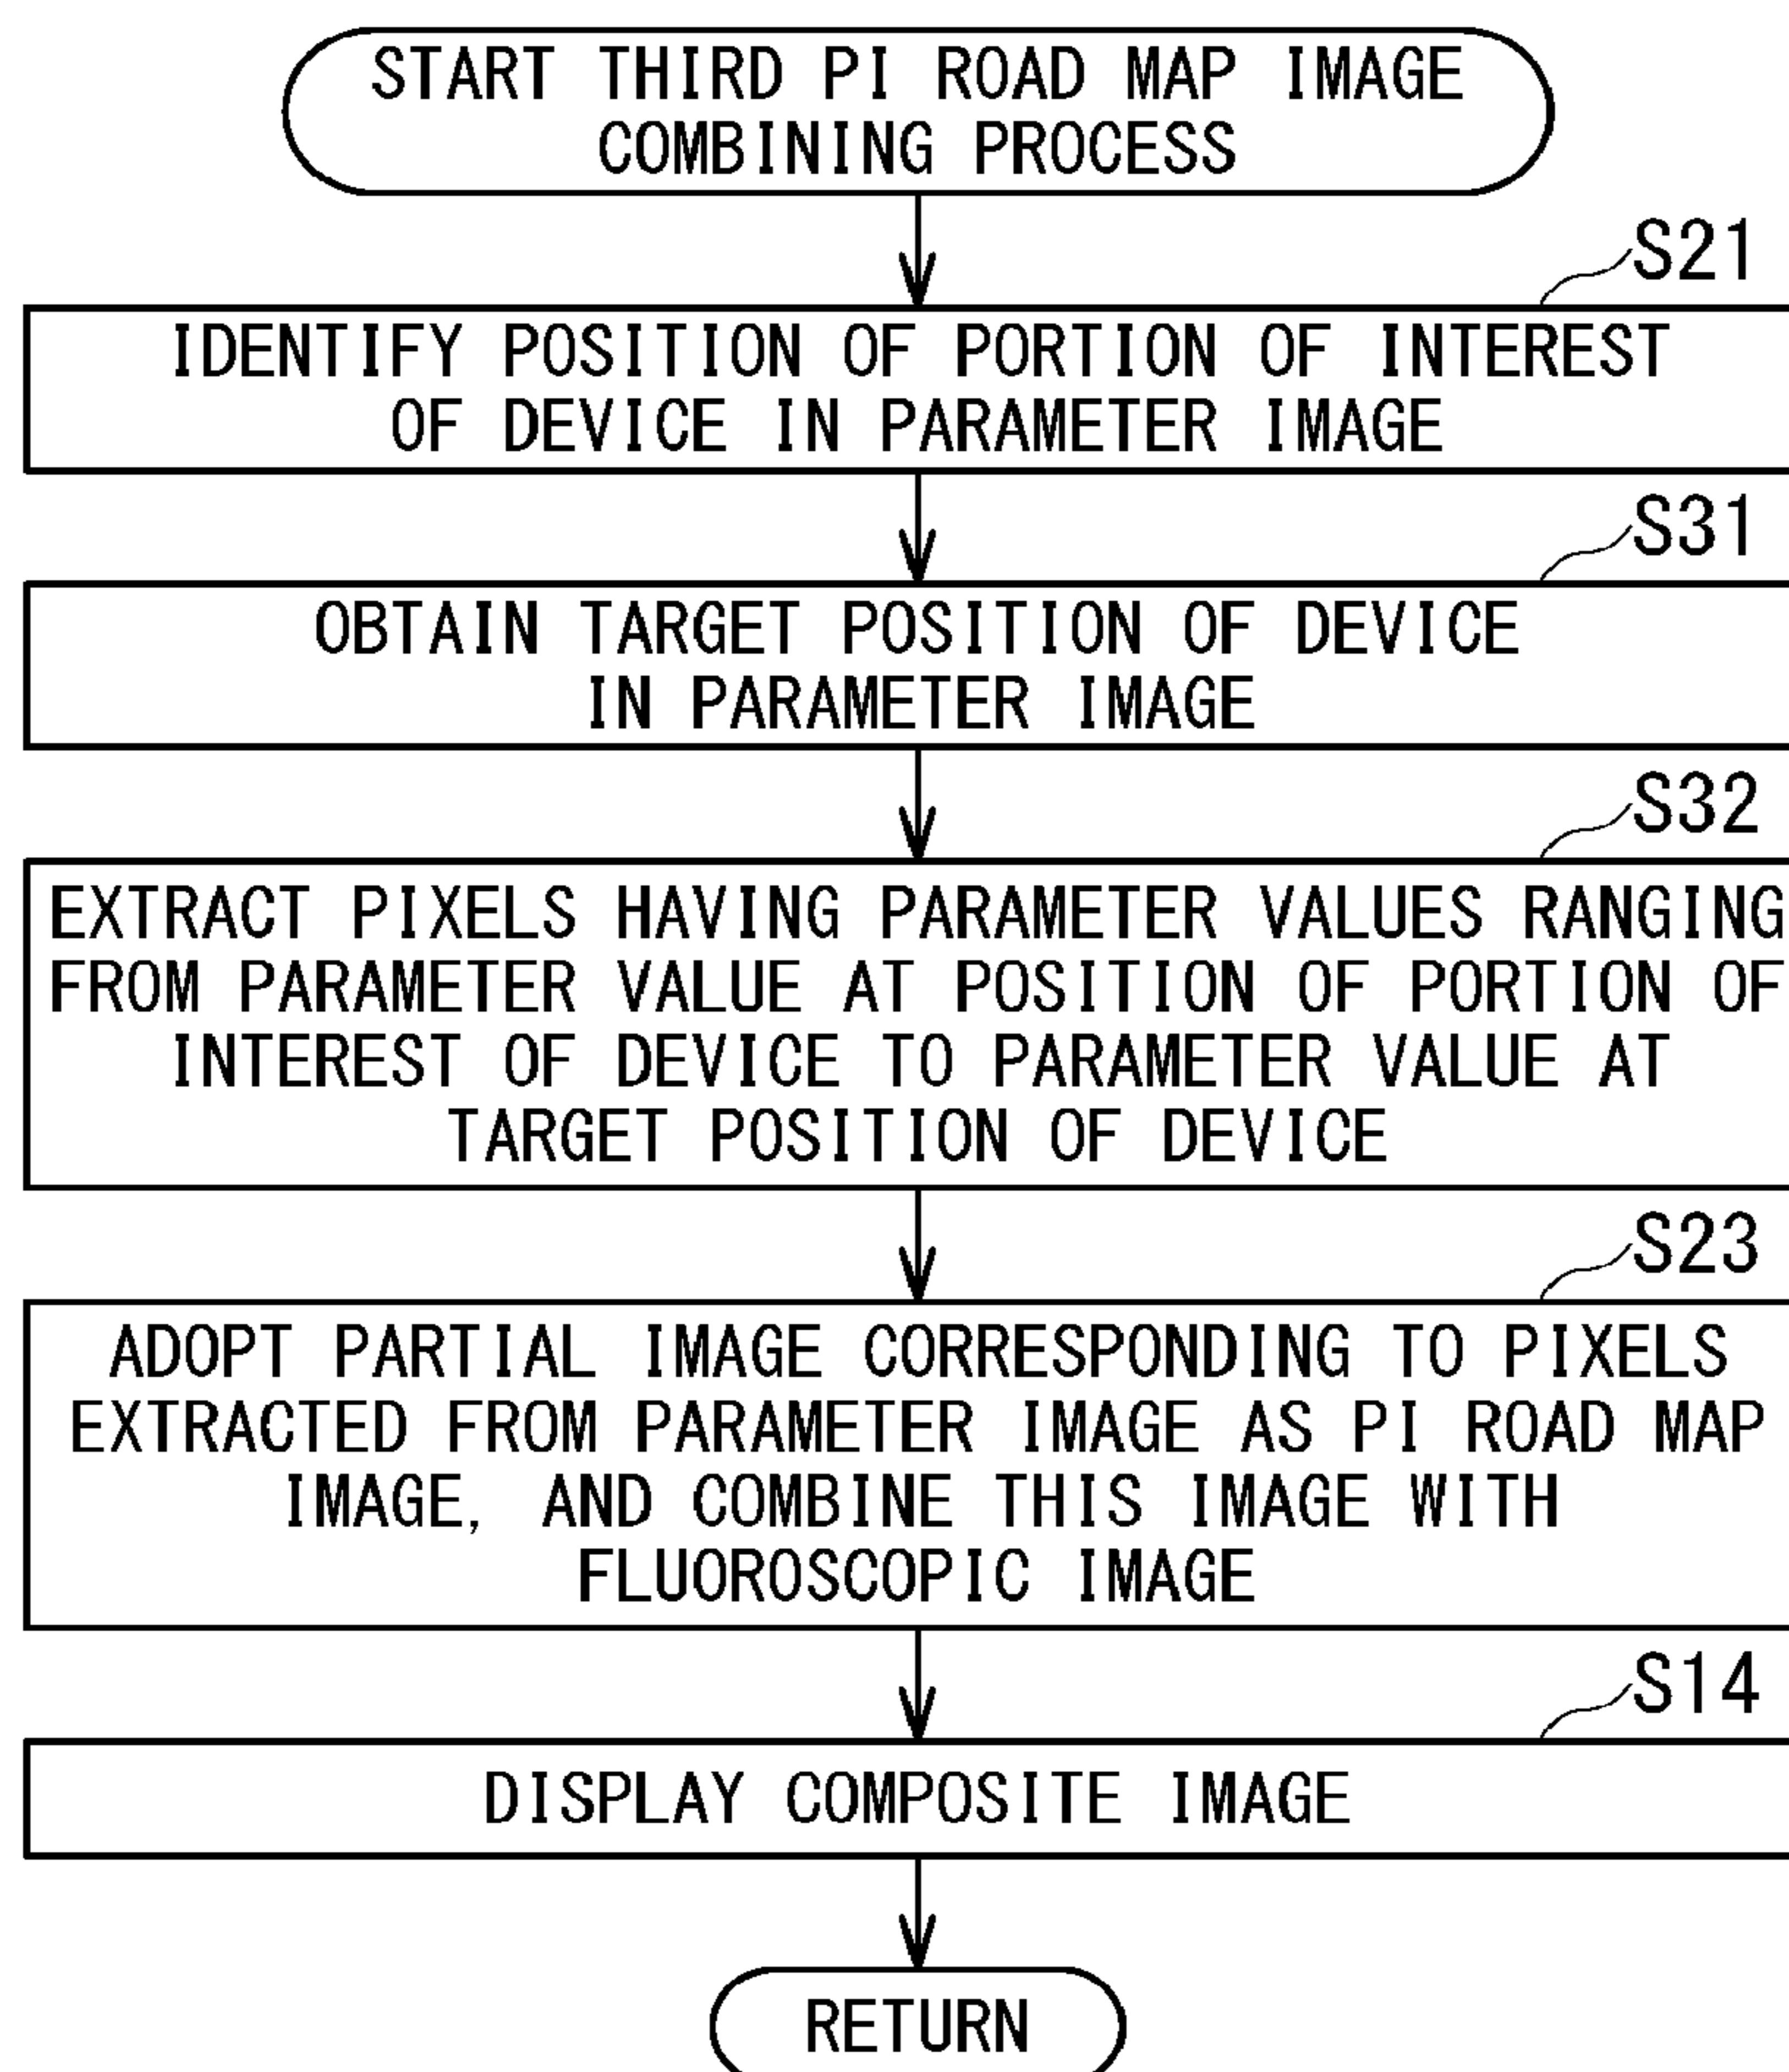 START THIRD PI ROAD MAP IMAGE
COMBINING PROCESS
S21
IDENTIFY POSITION OF PORTION OF INTEREST
OF DEVICE IN PARAMETER IMAGE
S31
OBTAIN TARGET POSITION OF DEVICE
IN PARAMETER IMAGE
S32
EXTRACT PIXELS HAVING PARAMETER VALUES RANGING
FROM PARAMETER VALUE AT POSITION OF PORTION OF
INTEREST OF DEVICE TO PARAMETER VALUE AT
TARGET POSITION OF DEVICE
S23
ADOPT PARTIAL IMAGE CORRESPONDING TO PIXELS
EXTRACTED FROM PARAMETER IMAGE AS PI ROAD MAP
IMAGE, AND COMBINE THIS IMAGE WITH
FLUOROSCOPIC IMAGE
S14
DISPLAY COMPOSITE IMAGE
RETURN